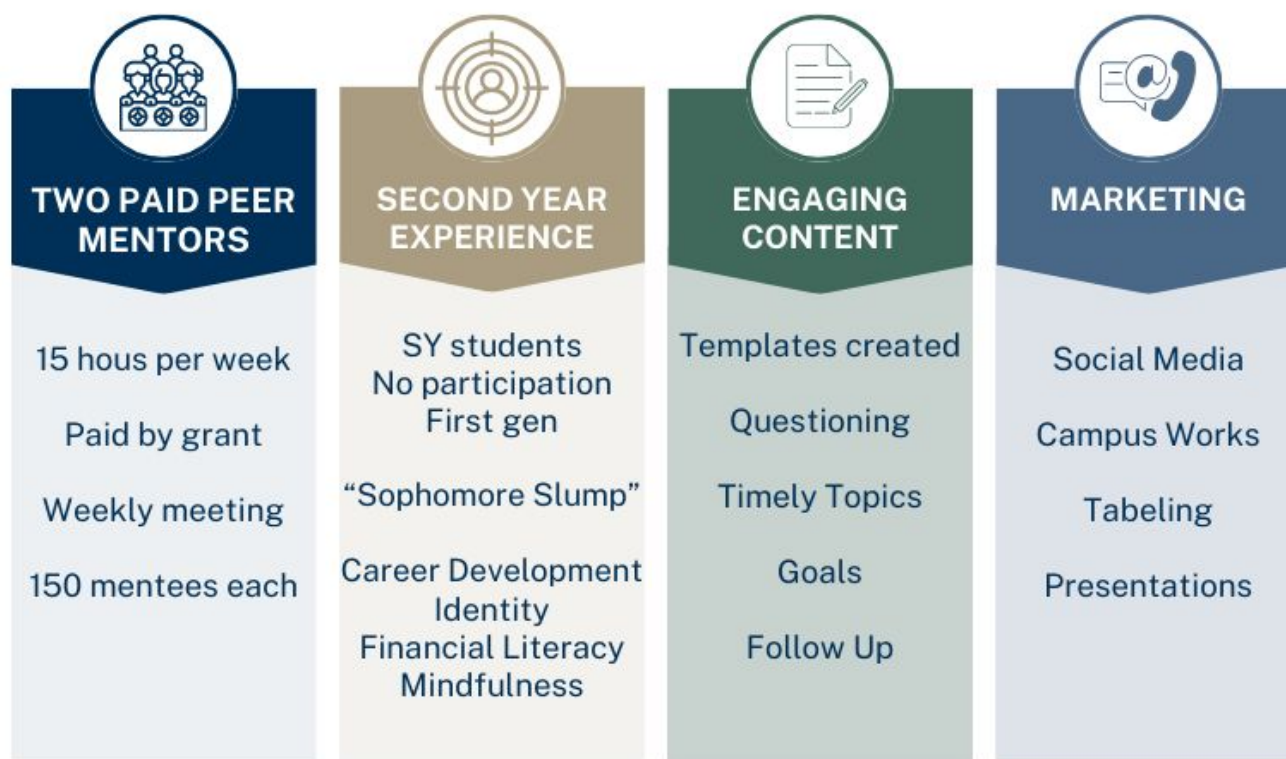 TWO PAID PEER
MENTORS
15 hous per week
Paid by grant
Weekly meeting
150 mentees each
SECOND YEAR
EXPERIENCE
SY students
No participation
First gen
“Sophomore Slump”
Career Development
Identity
Financial Literacy
Mindfulness
ENGAGING
CONTENT
Templates created
Questioning
Timely Topics
Goals
Follow Up
MARKETING
Social Media
Campus Works
Tabeling
Presentations